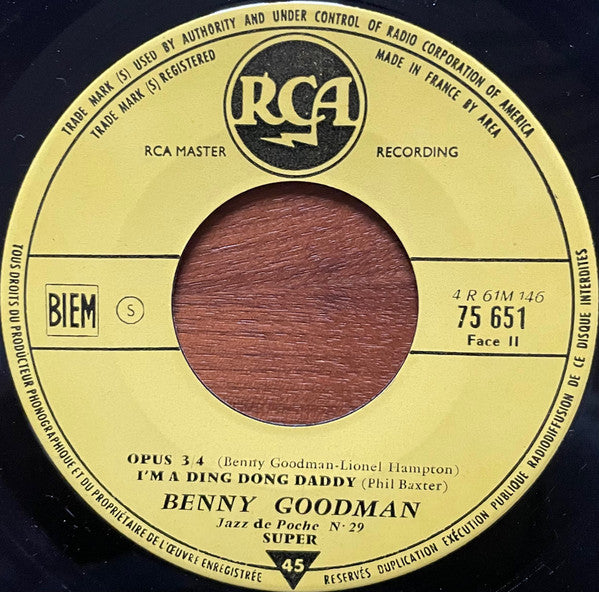 TRADE MARK (S) USED BY AUTHORITY AND UNDER CONTROL OF RADIO CORPORATION OF AMERICA
TRADE MARK (S) REGISTERED
MADE IN FRANCE BY AREA
RCA
RCA MASTER RECORDING
BIEM
S
4 R 61M 146
75 651
Face II
OPUS 3/4 (Benny Goodman-Lionel Hampton)
I'M A DING DONG DADDY (Phil Baxter)
BENNY GOODMAN
Jazz de Poche N° 29
SUPER
45
TOUS DROITS DU PRODUCTEUR PHONOGRAPHIQUE ET DU PROPRIÉTAIRE DE L'ŒUVRE ENREGISTRÉE
RESERVÉS DUPLICATION EXÉCUTION PUBLIQUE RADIODIFFUSION DE CE DISQUE INTERDITES